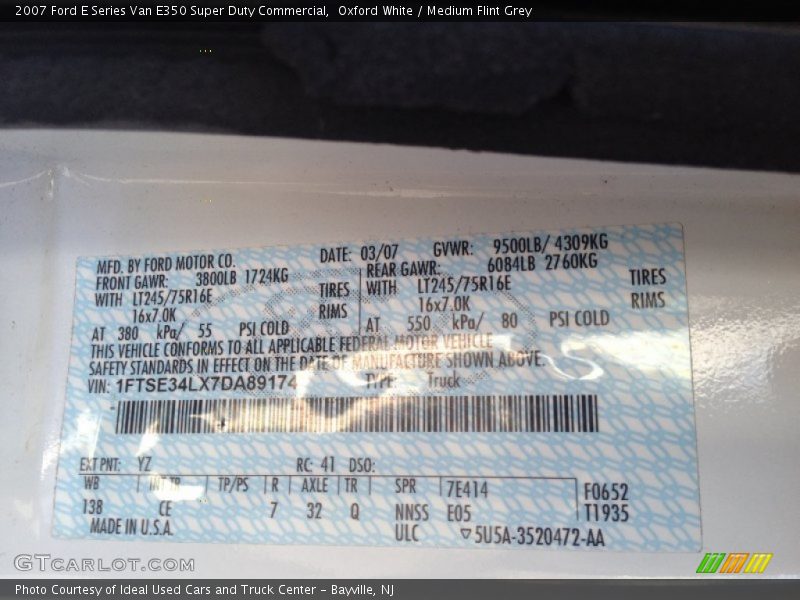 2007 Ford E Series Van E350 Super Duty Commercial, Oxford White / Medium Flint Grey
MFD. BY FORD MOTOR CO. DATE: 03/07 GVWR: 9500LB/ 4309KG
FRONT GAWR: 3800LB 1724KG REAR GAWR: 6084LB 2760KG
WITH LT245/75R16E TIRES WITH LT245/75R16E TIRES
16x7.0K RIMS 16x7.0K RIMS
AT 380 kPa/ 55 PSI COLD AT 550 kPa/ 80 PSI COLD
THIS VEHICLE CONFORMS TO ALL APPLICABLE FEDERAL MOTOR VEHICLE
SAFETY STANDARDS IN EFFECT ON THE DATE OF MANUFACTURE SHOWN ABOVE.
VIN: 1FTSE34LX7DA89174 TYPE: Truck
EXT PNT: YZ RC: 41 DSO:
WB INT TR TP/PS R AXLE TR SPR 7E414 F0652
138 CE 7 32 Q NNSS E05 T1935
MADE IN U.S.A. ULC ▽5U5A-3520472-AA
GTCARLOT.COM
Photo Courtesy of Ideal Used Cars and Truck Center – Bayville, NJ